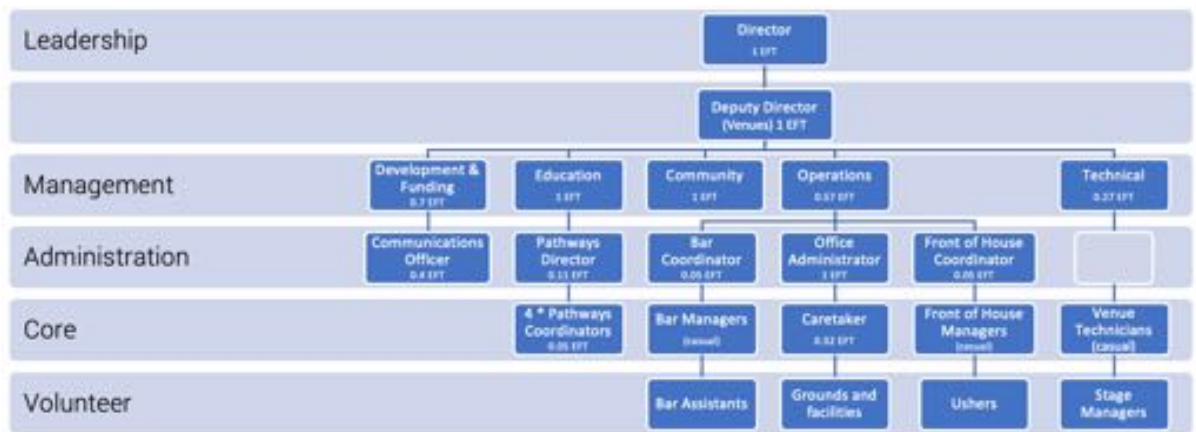 Leadership
Director
1 EFT
Deputy Director
(Venues) 1 EFT
Management
Development &
Funding
0.7 EFT
Education
1 EFT
Community
1 EFT
Operations
0.57 EFT
Technical
0.27 EFT
Administration
Communications
Officer
0.4 EFT
Pathways
Director
0.11 EFT
Bar
Coordinator
0.05 EFT
Office
Administrator
1 EFT
Front of House
Coordinator
0.05 EFT
Core
4 * Pathways
Coordinators
0.05 EFT
Bar Managers
(casual)
Caretaker
0.32 EFT
Front of House
Managers
(casual)
Venue
Technicians
(casual)
Volunteer
Bar Assistants
Grounds and
facilities
Ushers
Stage
Managers